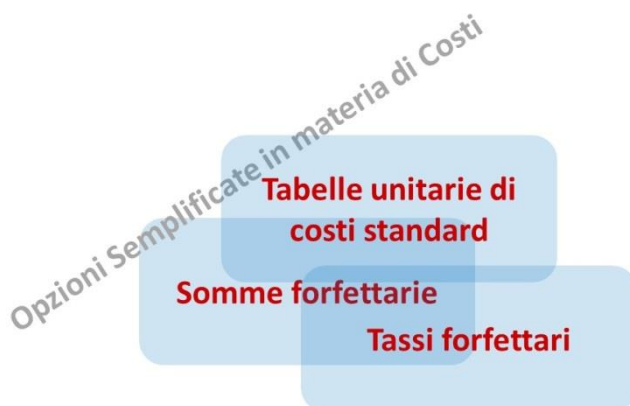 Opzioni Semplificate in materia di Costi
Tabelle unitarie di
costi standard
Somme forfettarie
Tassi forfettari